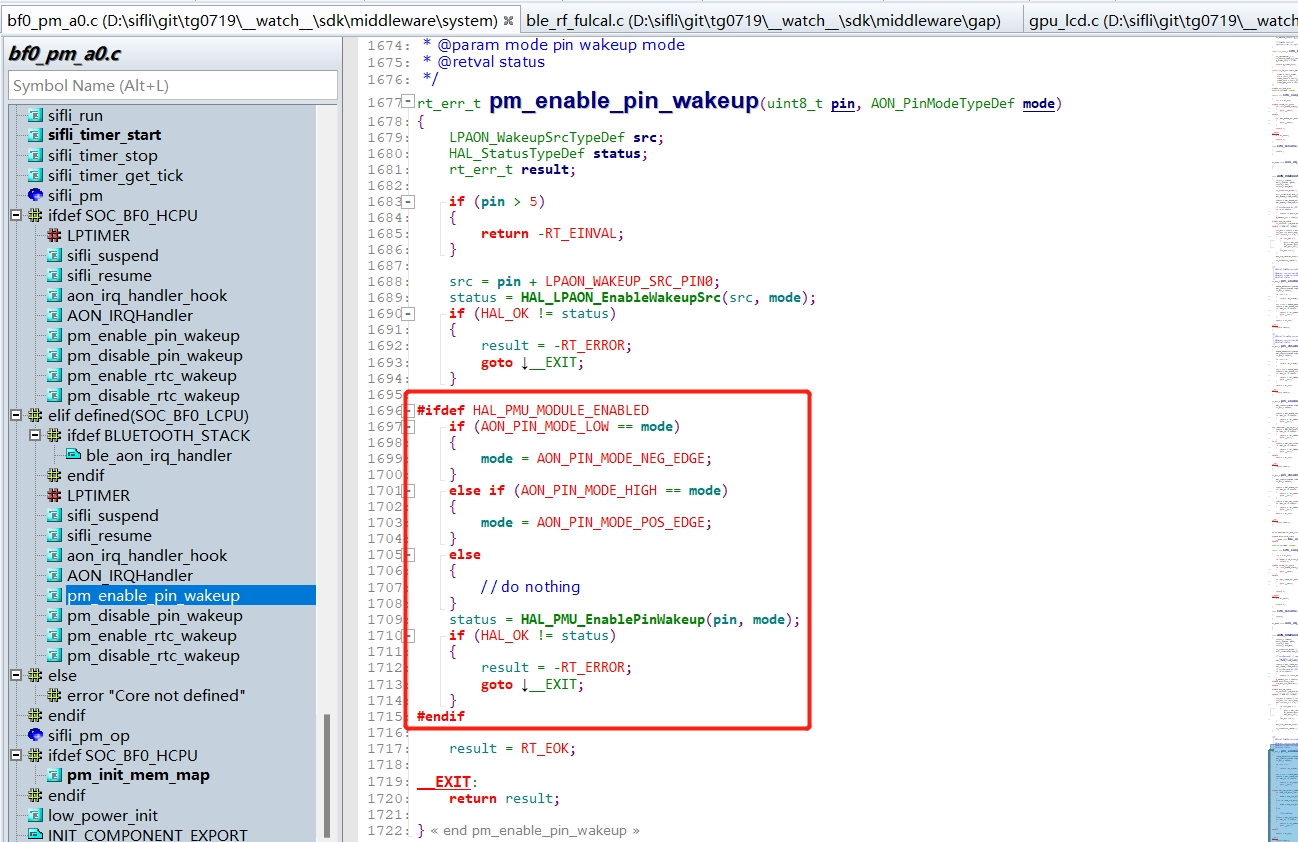 bf0_pm_a0.c (D:\sifli\git\tg0719\__watch__\sdk\middleware\system)
ble_rf_fulcal.c (D:\sifli\git\tg0719\__watch__\sdk\middleware\gap)
gpu_lcd.c (D:\sifli\git\tg0719\__watch
bf0_pm_a0.c
Symbol Name (Alt+L)
sifli_run
sifli_timer_start
sifli_timer_stop
sifli_timer_get_tick
sifli_pm
ifdef SOC_BF0_HCPU
LPTIMER
sifli_suspend
sifli_resume
aon_irq_handler_hook
AON_IRQHandler
pm_enable_pin_wakeup
pm_disable_pin_wakeup
pm_enable_rtc_wakeup
pm_disable_rtc_wakeup
elif defined(SOC_BF0_LCPU)
ifdef BLUETOOTH_STACK
ble_aon_irq_handler
endif
LPTIMER
sifli_suspend
sifli_resume
aon_irq_handler_hook
AON_IRQHandler
pm_enable_pin_wakeup
pm_disable_pin_wakeup
pm_enable_rtc_wakeup
pm_disable_rtc_wakeup
else
error "Core not defined"
endif
sifli_pm_op
ifdef SOC_BF0_HCPU
pm_init_mem_map
endif
low_power_init
INIT_COMPONENT_EXPORT
1674: * @param mode pin wakeup mode
1675: * @retval status
1676: */
1677 rt_err_t pm_enable_pin_wakeup(uint8_t pin, AON_PinModeTypeDef mode)
1678: {
1679: LPAON_WakeupSrcTypeDef src;
1680: HAL_StatusTypeDef status;
1681: rt_err_t result;
1682:
1683: if (pin > 5)
1684: {
1685: return -RT_EINVAL;
1686: }
1687:
1688: src = pin + LPAON_WAKEUP_SRC_PIN0;
1689: status = HAL_LPAON_EnableWakeupSrc(src, mode);
1690: if (HAL_OK != status)
1691: {
1692: result = -RT_ERROR;
1693: goto ↓__EXIT;
1694: }
1695
1696 #ifdef HAL_PMU_MODULE_ENABLED
1697 if (AON_PIN_MODE_LOW == mode)
1698 {
1699 mode = AON_PIN_MODE_NEG_EDGE;
1700 }
1701 else if (AON_PIN_MODE_HIGH == mode)
1702 {
1703 mode = AON_PIN_MODE_POS_EDGE;
1704 }
1705 else
1706 {
1707 //do nothing
1708 }
1709 status = HAL_PMU_EnablePinWakeup(pin, mode);
1710 if (HAL_OK != status)
1711 {
1712 result = -RT_ERROR;
1713 goto ↓__EXIT;
1714 }
1715 #endif
1716:
1717: result = RT_EOK;
1718:
1719: __EXIT:
1720: return result;
1721:
1722: } « end pm_enable_pin_wakeup »